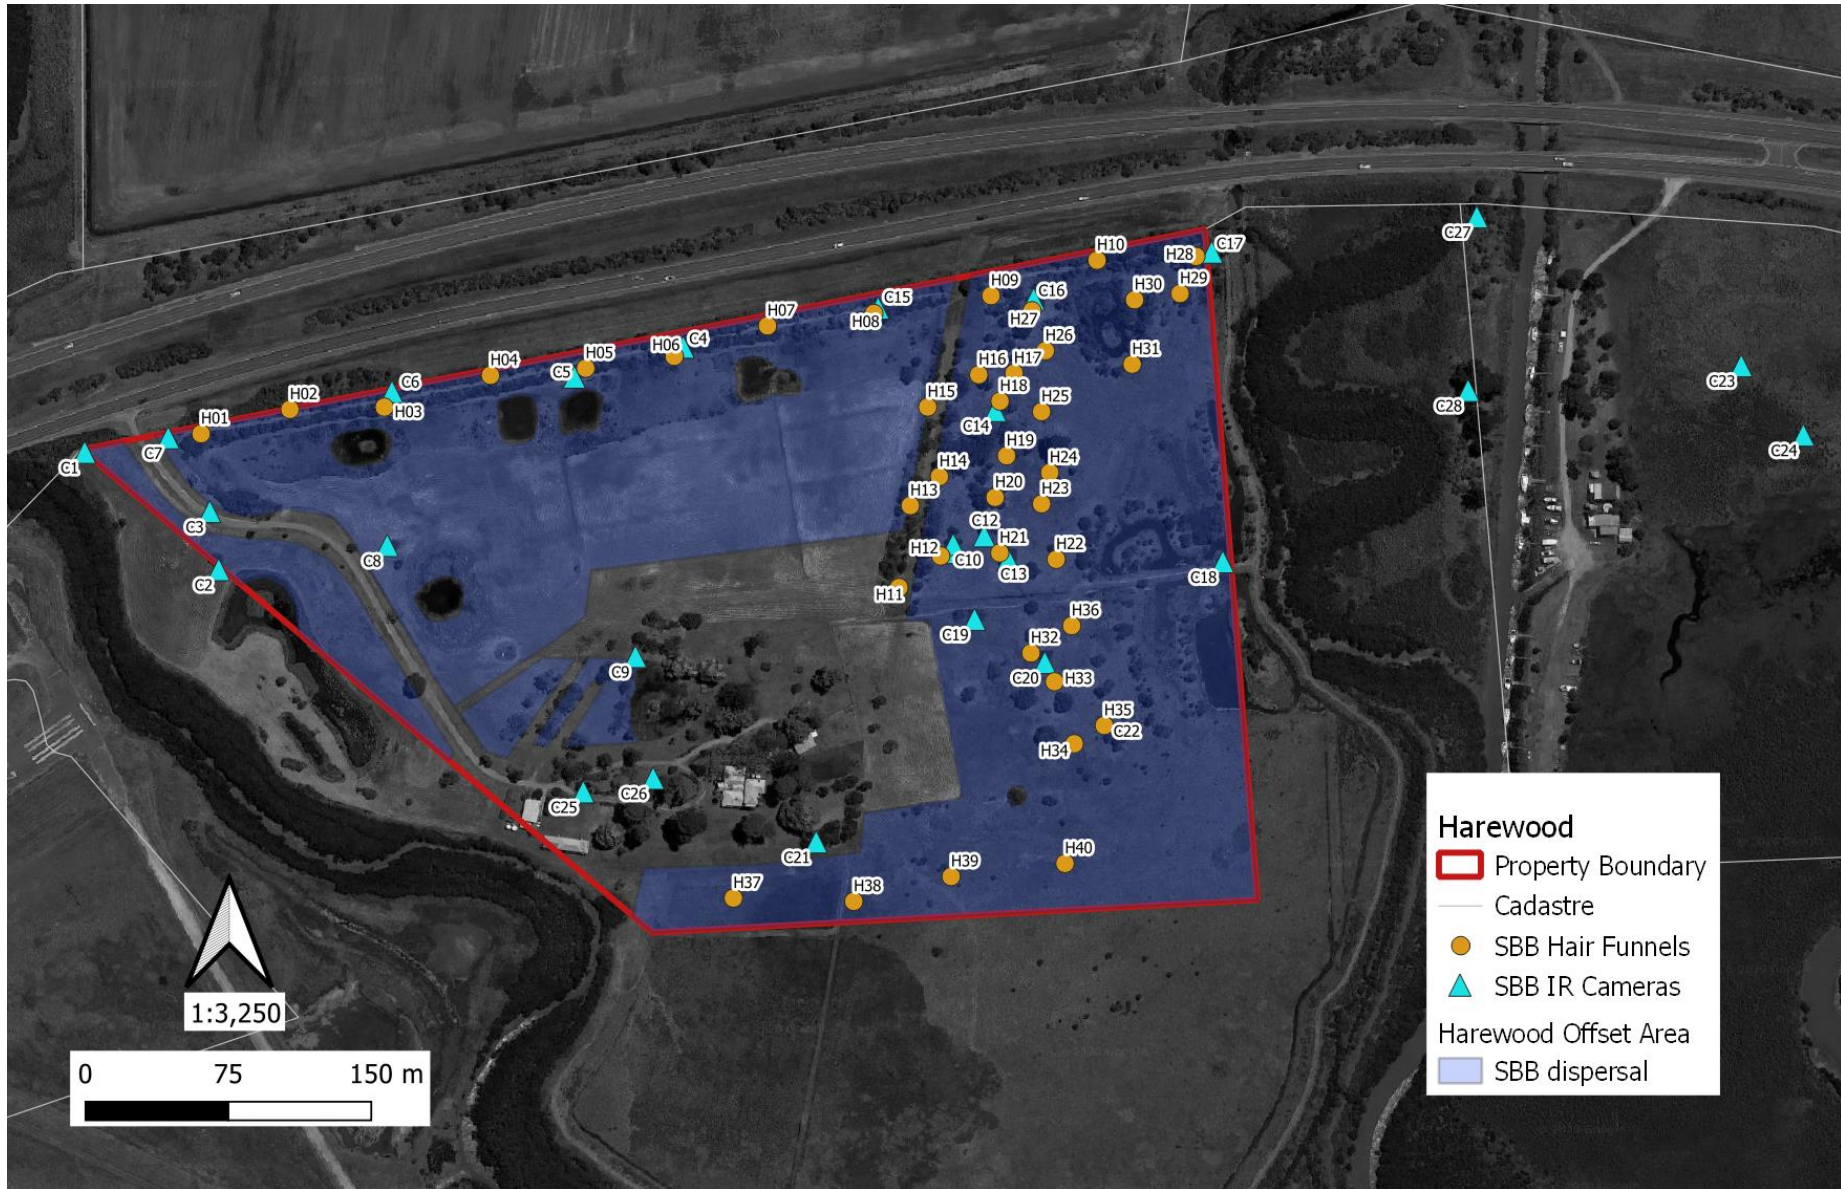 C27
C17
H10
H28
H29
H30
C16
H09
H27
C15
H08
H07
H26
C4
H06
H05
C5
H04
H31
H17
H16
H18
C23
C6
H03
H02
H15
H25
C28
C14
H01
C7
C1
C24
H19
H24
H14
H20
H23
H13
C3
C12
H21
H12
C10
C13
H22
C8
C18
C2
H11
H36
C19
H32
C9
C20
H33
H35
C22
H34
C25
C26
C21
H40
H39
H37
H38
1:3,250
0 75 150 m
Harewood
Property Boundary
Cadastre
SBB Hair Funnels
SBB IR Cameras
Harewood Offset Area
SBB dispersal